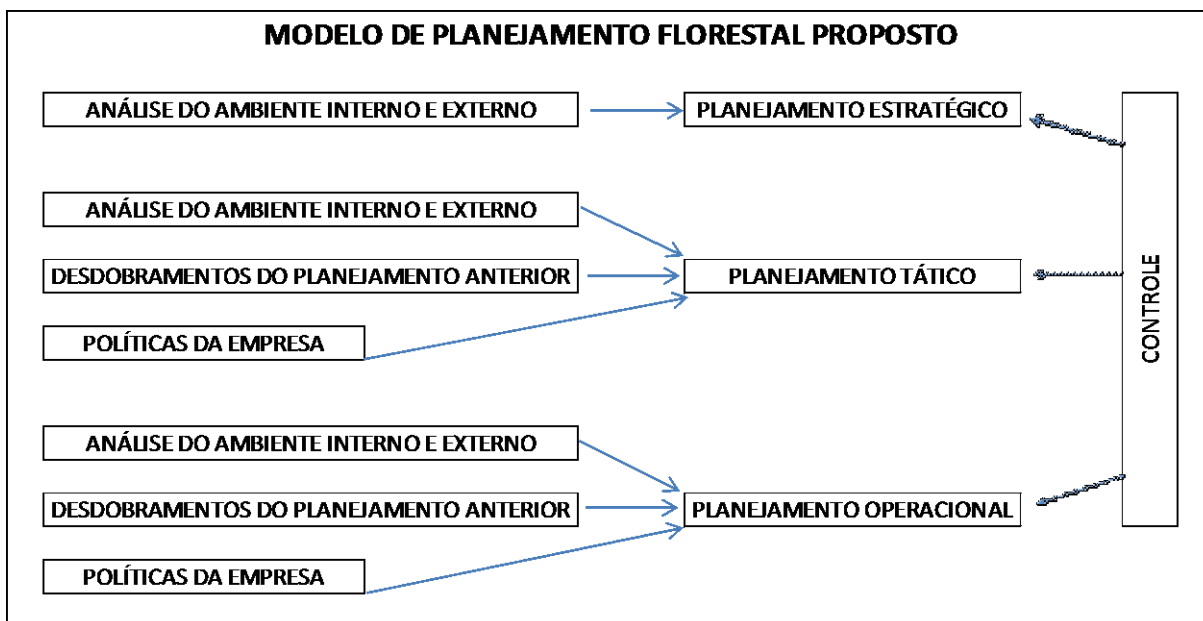 MODELO DE PLANEJAMENTO FLORESTAL PROPOSTO
ANÁLISE DO AMBIENTE INTERNO E EXTERNO
PLANEJAMENTO ESTRATÉGICO
ANÁLISE DO AMBIENTE INTERNO E EXTERNO
DESDOBRAMENTOS DO PLANEJAMENTO ANTERIOR
PLANEJAMENTO TÁTICO
POLÍTICAS DA EMPRESA
ANÁLISE DO AMBIENTE INTERNO E EXTERNO
DESDOBRAMENTOS DO PLANEJAMENTO ANTERIOR
PLANEJAMENTO OPERACIONAL
POLÍTICAS DA EMPRESA
CONTROLE